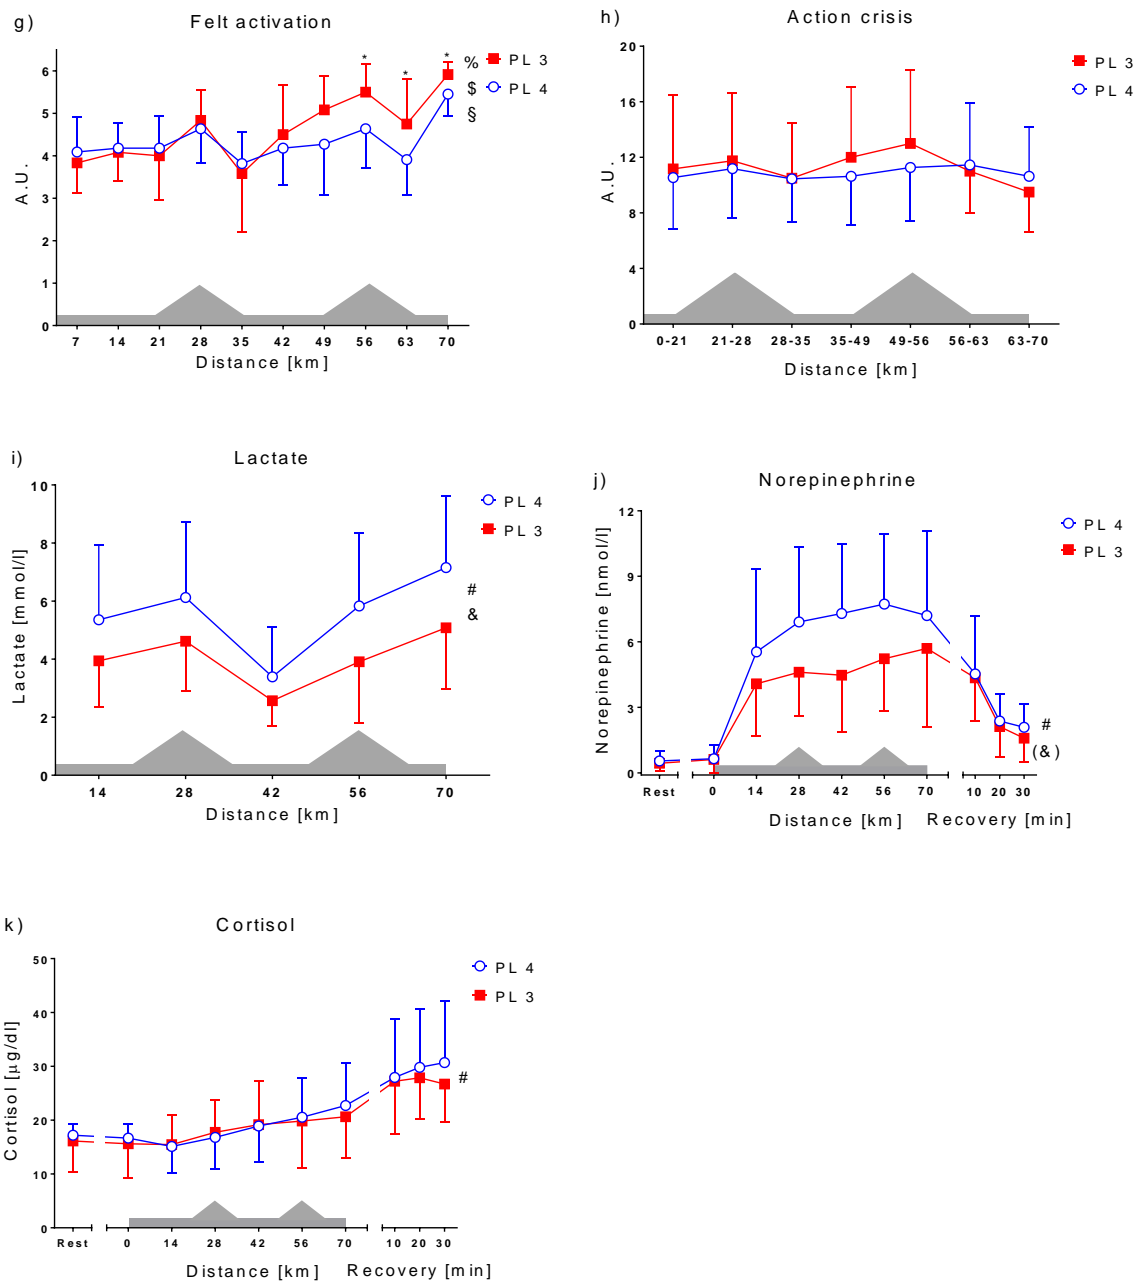 g)
Felt activation
6
5
4
3
2
1
0
A.U.
7 14 21 28 35 42 49 56 63 70
Distance [km]
* * *
%
$
§
PL 3
PL 4
h)
Action crisis
20
16
12
8
4
0
A.U.
0-21 21-28 28-35 35-49 49-56 56-63 63-70
Distance [km]
PL 3
PL 4
i)
Lactate
10
8
6
4
2
0
Lactate [mmol/l]
14 28 42 56 70
Distance [km]
PL 4
PL 3
#
&
j)
Norepinephrine
12
9
6
3
0
Norepinephrine [nmol/l]
Rest 0 14 28 42 56 70 10 20 30
Distance [km] Recovery [min]
PL 4
PL 3
#
(&)
k)
Cortisol
50
40
30
20
10
0
Cortisol [µg/dl]
Rest 0 14 28 42 56 70 10 20 30
Distance [km] Recovery [min]
PL 4
PL 3
#